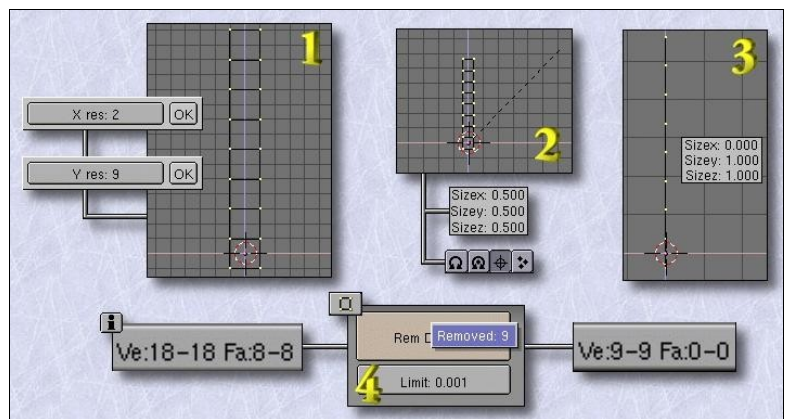 1
X res: 2
OK
Y res: 9
OK
2
Sizex: 0.500
Sizey: 0.500
Sizez: 0.500
3
Sizex: 0.000
Sizey: 1.000
Sizez: 1.000
Ve:18-18 Fa:8-8
Rem
Removed: 9
Limit: 0.001
4
Ve:9-9 Fa:0-0